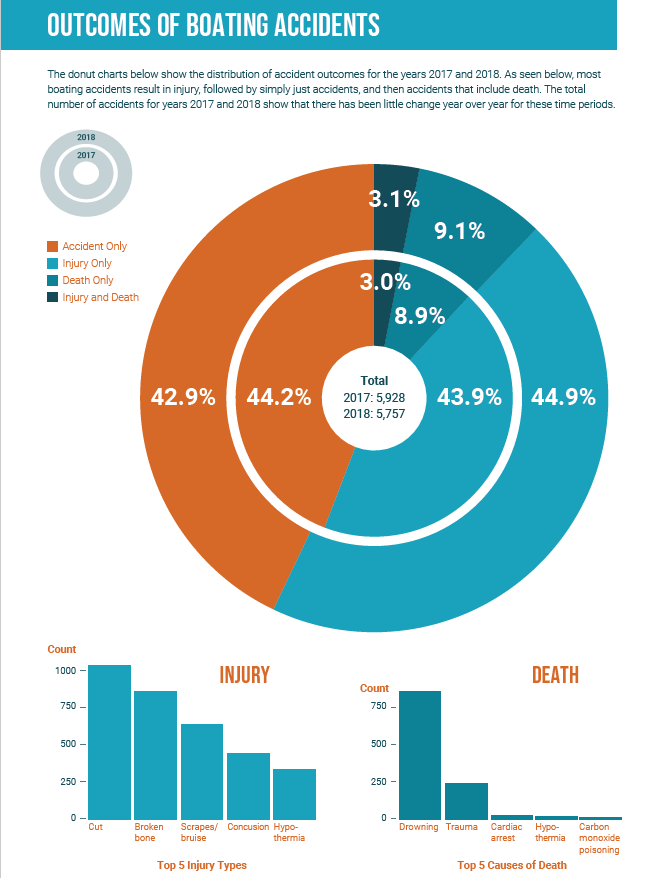 OUTCOMES OF BOATING ACCIDENTS
The donut charts below show the distribution of accident outcomes for the years 2017 and 2018. As seen below, most
boating accidents result in injury, followed by simply just accidents, and then accidents that include death. The total
number of accidents for years 2017 and 2018 show that there has been little change year over year for these time periods.
2018
2017
Accident Only
Injury Only
Death Only
Injury and Death
3.1%
9.1%
3.0%
8.9%
42.9%
44.2%
Total
2017: 5,928
2018: 5,757
43.9%
44.9%
Count
INJURY
1000
750
500
250
0
Cut
Broken
bone
Scrapes/
bruise
Concusion
Hypo-
thermia
Top 5 Injury Types
DEATH
Count
750
500
250
0
Drowning
Trauma
Cardiac
arrest
Hypo-
thermia
Carbon
monoxide
poisoning
Top 5 Causes of Death